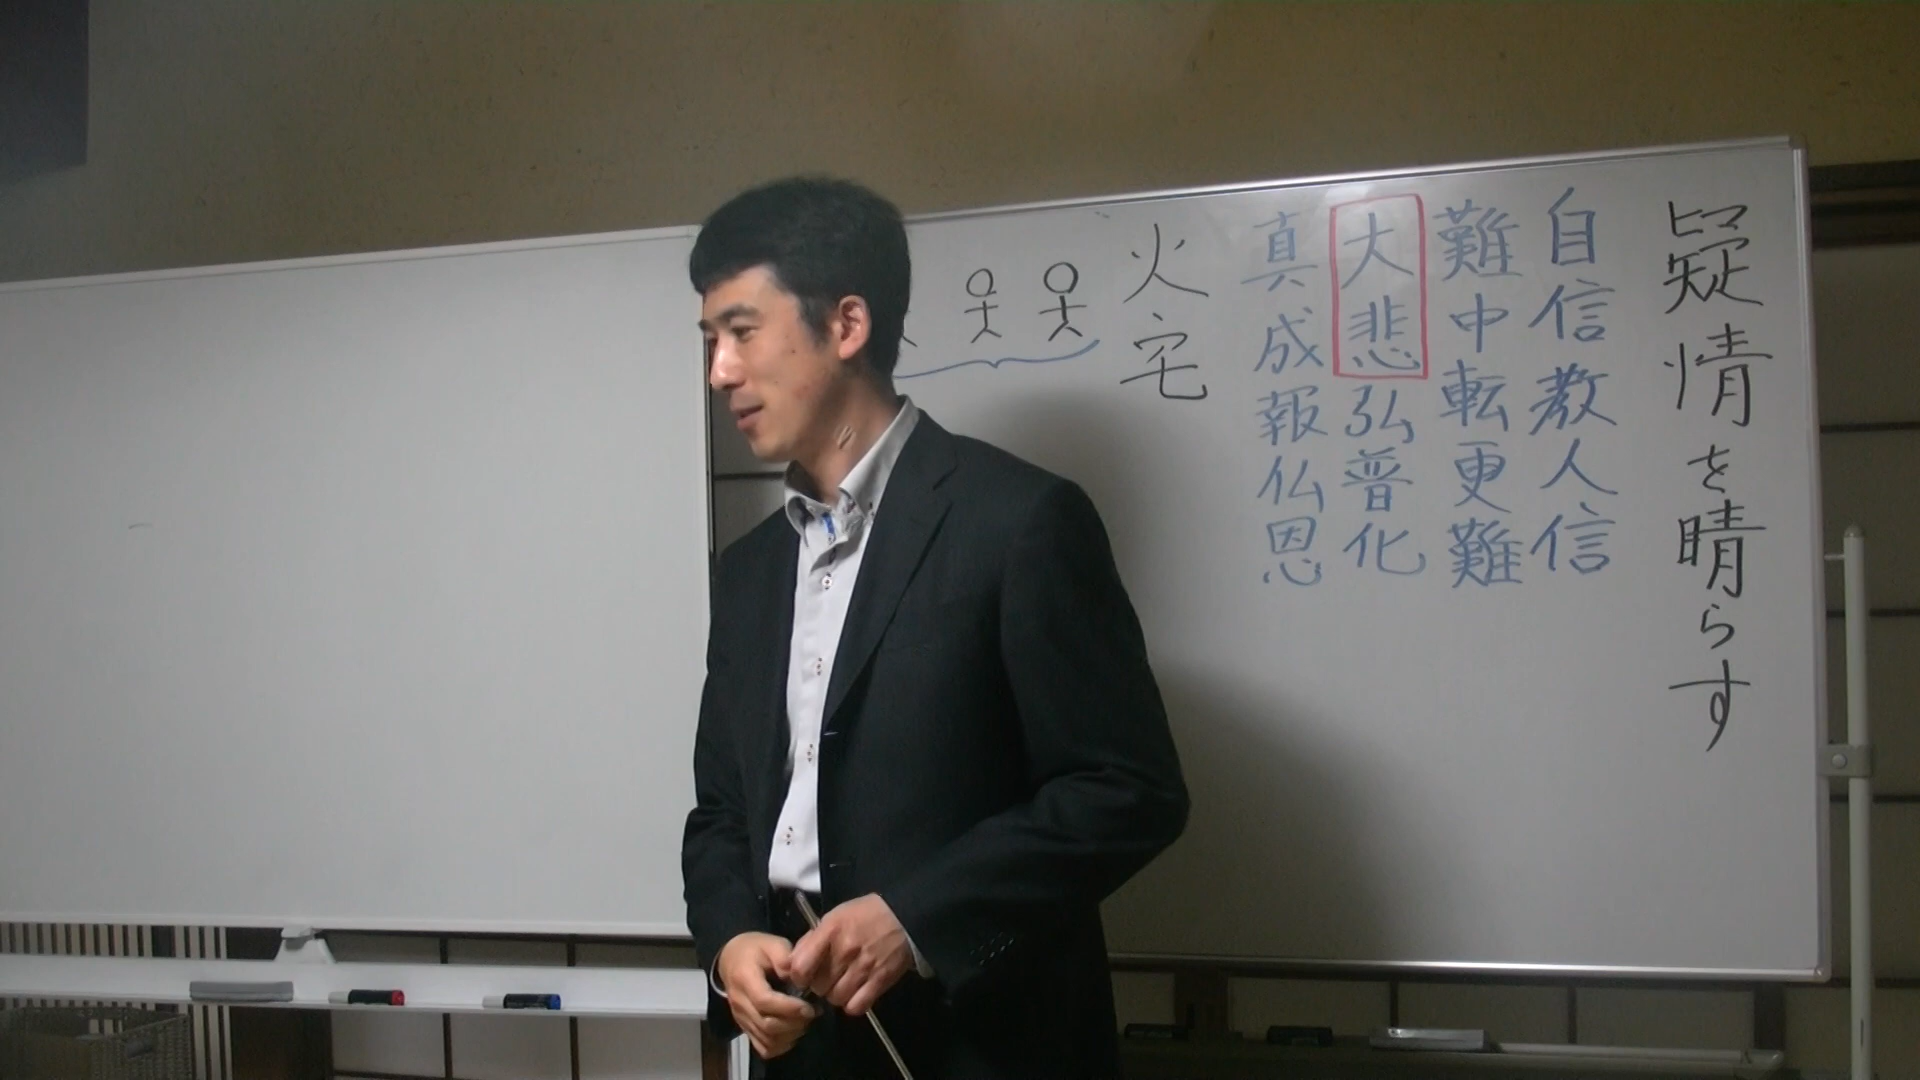 疑情を晴らす
自信教人信
難中転更難
大悲弘普化
真成報仏恩
火宅